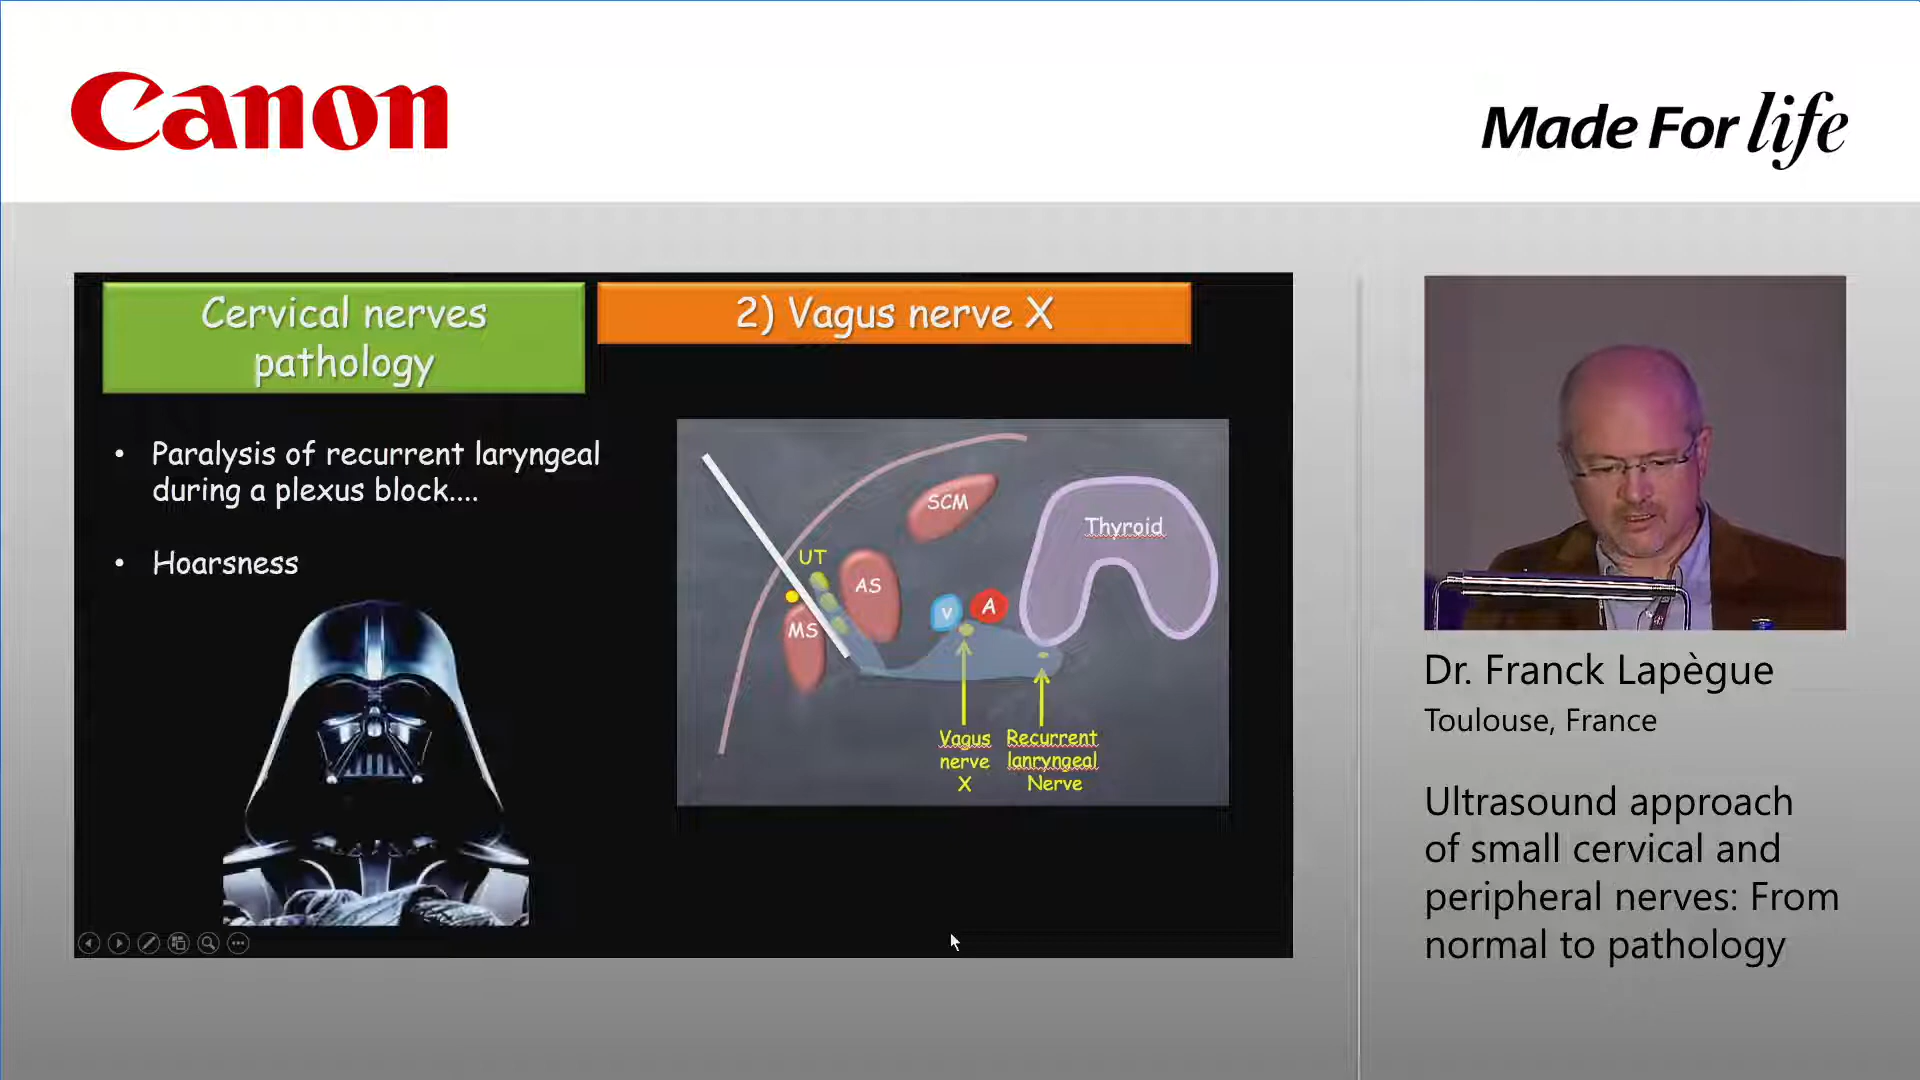 Canon
Made For life
Cervical nerves
pathology
2) Vagus nerve X
• Paralysis of recurrent laryngeal
during a plexus block....
• Hoarsness
SCM
Thyroid
UT
AS
V
A
MS
Vagus
nerve
X
Recurrent
lanryngeal
Nerve
Dr. Franck Lapègue
Toulouse, France
Ultrasound approach
of small cervical and
peripheral nerves: From
normal to pathology